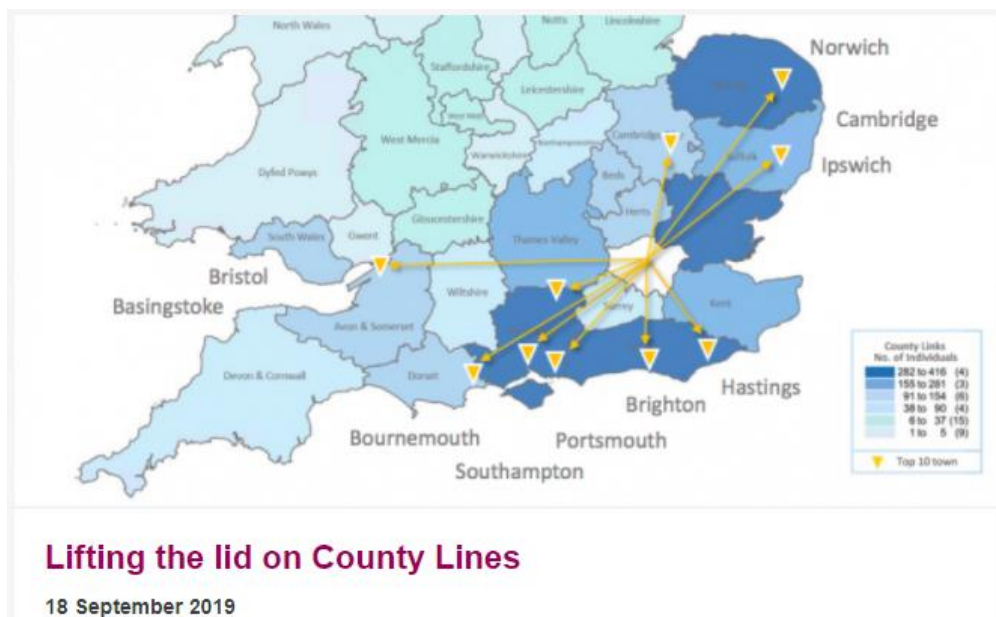 North Wales
Notts
Lincolnshire
Staffordshire
Leicestershire
West Mercia
Warwickshire
Cambridge
Norwich
Cambridge
Ipswich
Dyfed Powys
Beds
Herts
Gloucestershire
Gwent
South Wales
Thames Valley
Bristol
Basingstoke
Wiltshire
Surrey
Kent
Avon & Somerset
Devon & Cornwall
Dorset
Hastings
Brighton
Bournemouth
Portsmouth
Southampton
County Links
No. of Individuals
282 to 416 (4)
155 to 281 (3)
91 to 154 (6)
38 to 90 (4)
6 to 37 (15)
1 to 5 (9)
Top 10 town
Lifting the lid on County Lines
18 September 2019